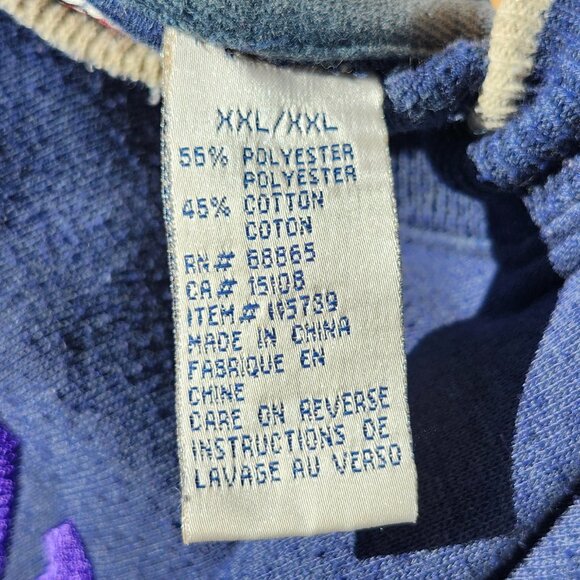 XXL/XXL
55% POLYESTER
POLYESTER
45% COTTON
COTON
RN# 68865
CA# 15108
ITEM# 115789
MADE IN CHINA
FABRIQUE EN
CHINE
CARE ON REVERSE
INSTRUCTIONS DE
LAVAGE AU VERSO